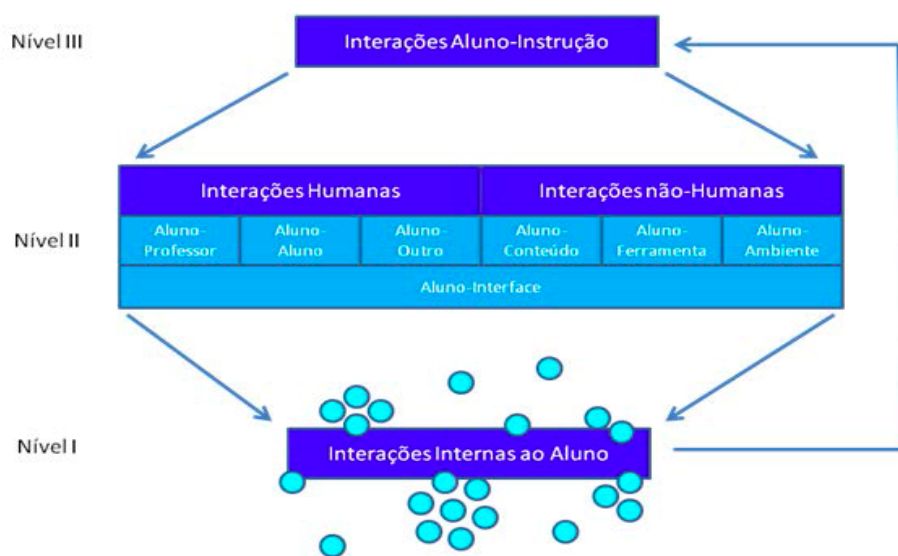 Nível III
Interações Aluno-Instrução
Interações Humanas
Interações não-Humanas
Nível II
Aluno-
Professor
Aluno-
Aluno
Aluno-
Outro
Aluno-
Conteúdo
Aluno-
Ferramenta
Aluno-
Ambiente
Aluno-Interface
Nível I
Interações Internas ao Aluno